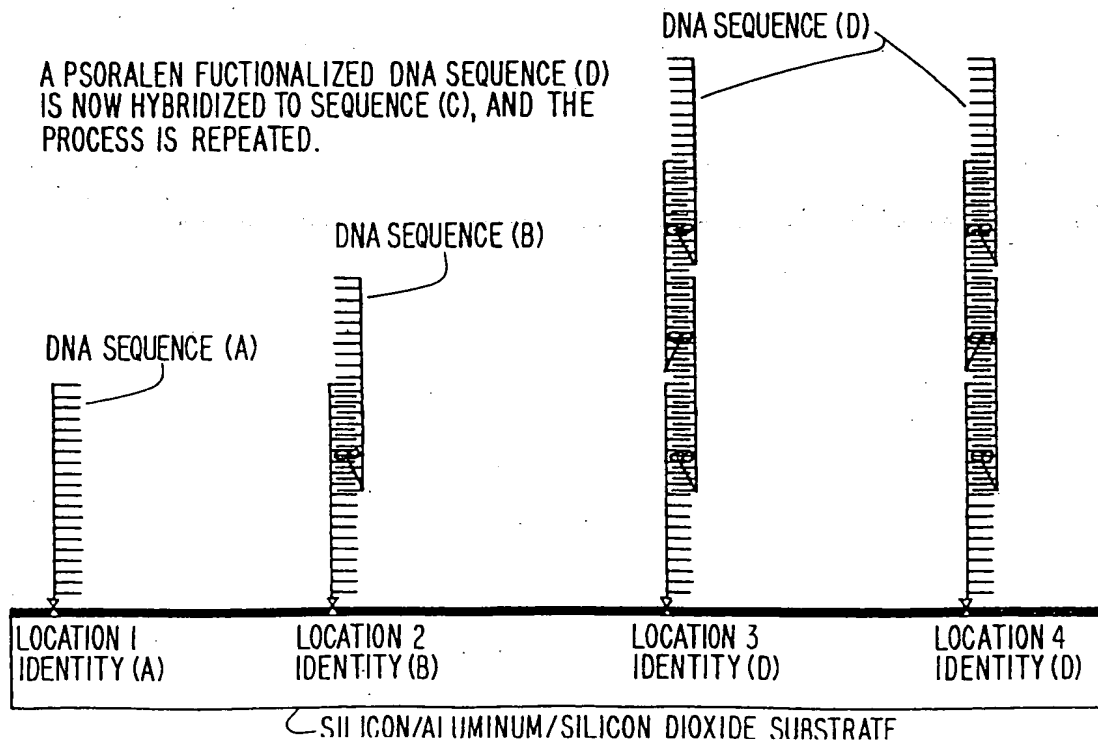 DNA SEQUENCE (D)
A PSORALEN FUCTIONALIZED DNA SEQUENCE (D)
IS NOW HYBRIDIZED TO SEQUENCE (C), AND THE
PROCESS IS REPEATED.
DNA SEQUENCE (B)
DNA SEQUENCE (A)
LOCATION 1
IDENTITY (A)
LOCATION 2
IDENTITY (B)
LOCATION 3
IDENTITY (D)
LOCATION 4
IDENTITY (D)
SILICON/ALUMINUM/SILICON DIOXIDE SUBSTRATE